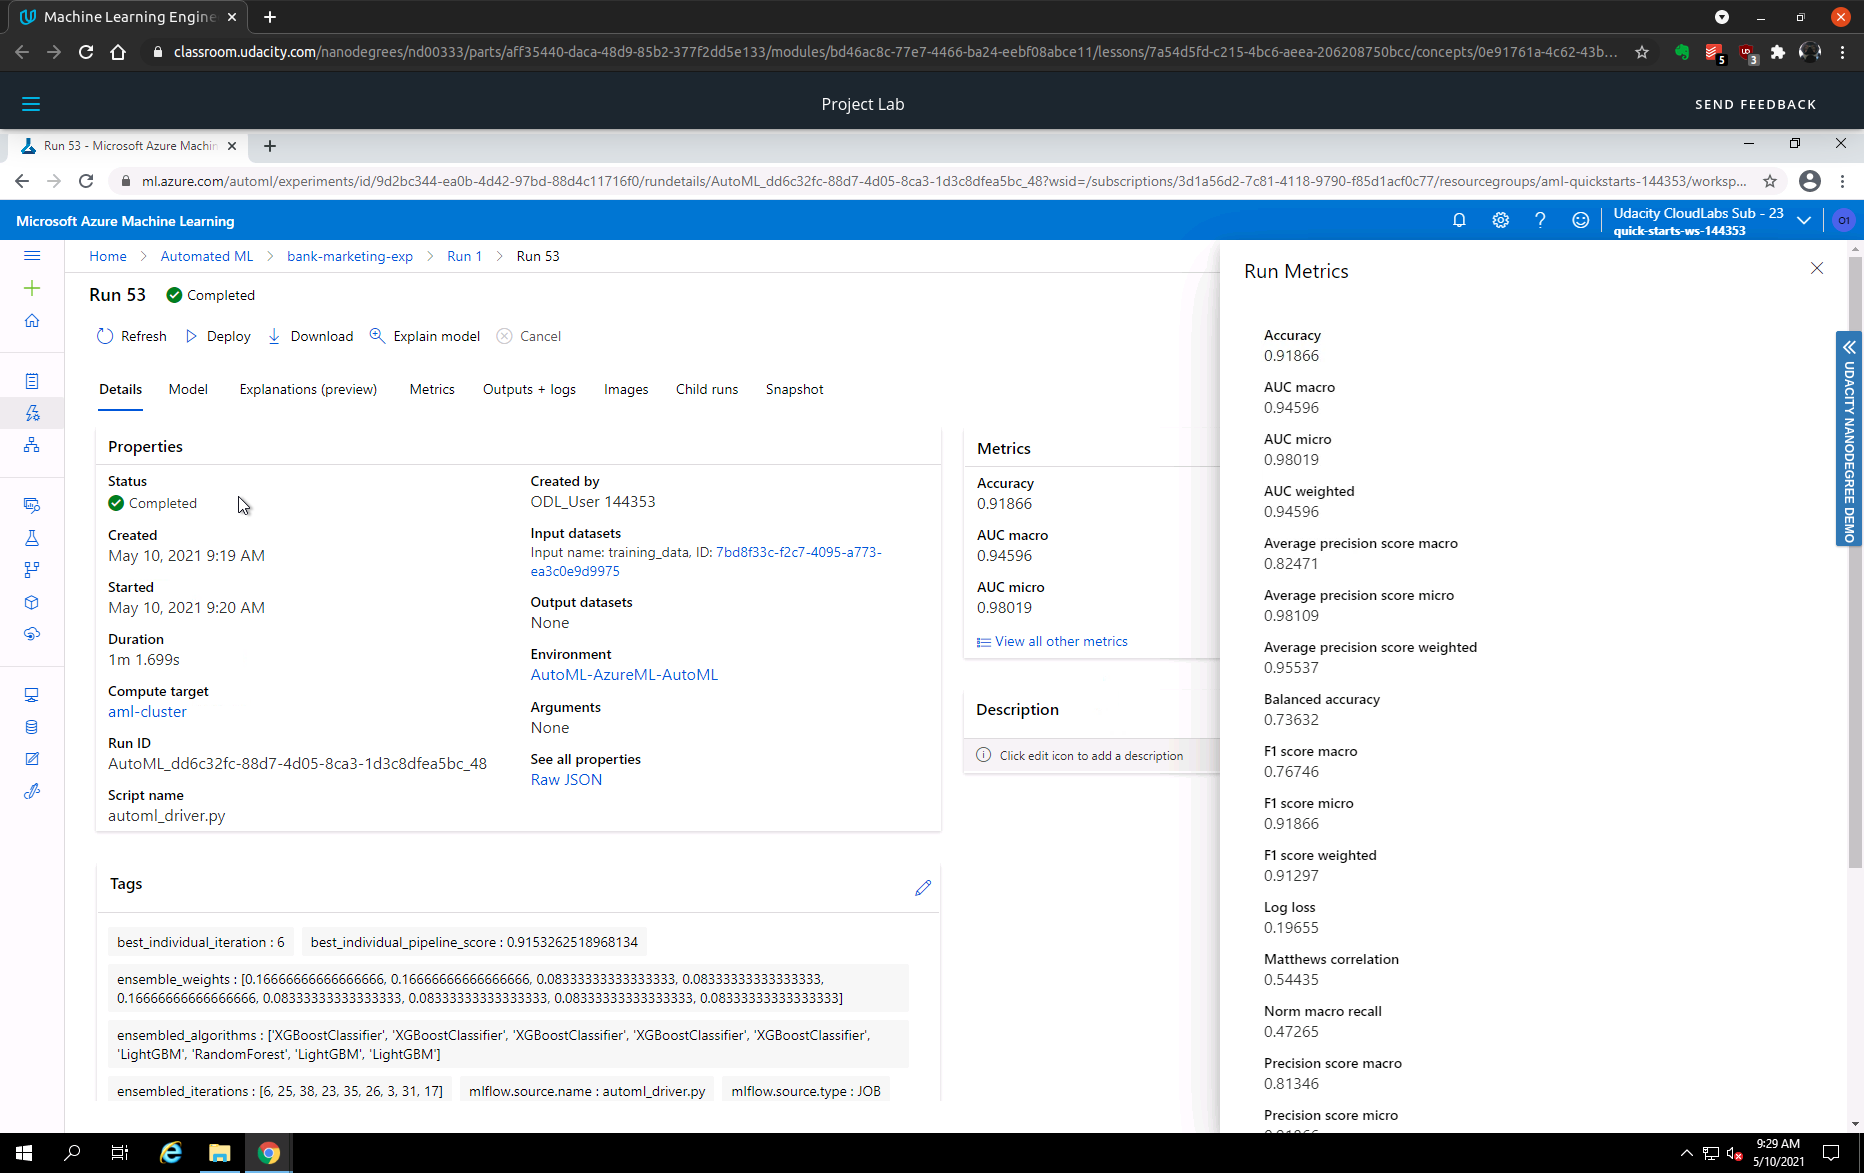 Machine Learning Engine
classroom.udacity.com/nanodegrees/nd00333/parts/aff35440-daca-48d9-85b2-377f2dd5e133/modules/bd46ac8c-77e7-4466-ba24-eebf08abce11/lessons/7a54d5fd-c215-4bc6-aeea-206208750bcc/concepts/0e91761a-4c62-43b...
5
3
Project Lab
SEND FEEDBACK
Run 53 - Microsoft Azure Machin
ml.azure.com/automl/experiments/id/9d2bc344-ea0b-4d42-97bd-88d4c11716f0/rundetails/AutoML_dd6c32fc-88d7-4d05-8ca3-1d3c8dfea5bc_48?wsid=/subscriptions/3d1a56d2-7c81-4118-9790-f85d1acf0c77/resourcegroups/aml-quickstarts-144353/worksp...
Microsoft Azure Machine Learning
Udacity CloudLabs Sub - 23
quick-starts-ws-144353
O1
Home > Automated ML > bank-marketing-exp > Run 1 > Run 53
Run 53 Completed
Refresh Deploy Download Explain model Cancel
Details Model Explanations (preview) Metrics Outputs + logs Images Child runs Snapshot
Properties
Status
Completed
Created
May 10, 2021 9:19 AM
Started
May 10, 2021 9:20 AM
Duration
1m 1.699s
Compute target
aml-cluster
Run ID
AutoML_dd6c32fc-88d7-4d05-8ca3-1d3c8dfea5bc_48
Script name
automl_driver.py
Created by
ODL_User 144353
Input datasets
Input name: training_data, ID: 7bd8f33c-f2c7-4095-a773-
ea3c0e9d9975
Output datasets
None
Environment
AutoML-AzureML-AutoML
Arguments
None
See all properties
Raw JSON
Tags
best_individual_iteration : 6 best_individual_pipeline_score : 0.9153262518968134
ensemble_weights : [0.16666666666666666, 0.16666666666666666, 0.08333333333333333, 0.08333333333333333,
0.16666666666666666, 0.08333333333333333, 0.08333333333333333, 0.08333333333333333, 0.08333333333333333]
ensembled_algorithms : ['XGBoostClassifier', 'XGBoostClassifier', 'XGBoostClassifier', 'XGBoostClassifier', 'XGBoostClassifier',
'LightGBM', 'RandomForest', 'LightGBM', 'LightGBM']
ensembled_iterations : [6, 25, 38, 23, 35, 26, 3, 31, 17] mlflow.source.name : automl_driver.py mlflow.source.type : JOB
Metrics
Accuracy
0.91866
AUC macro
0.94596
AUC micro
0.98019
View all other metrics
Description
Click edit icon to add a description
Run Metrics
Accuracy
0.91866
AUC macro
0.94596
AUC micro
0.98019
AUC weighted
0.94596
Average precision score macro
0.82471
Average precision score micro
0.98109
Average precision score weighted
0.95537
Balanced accuracy
0.73632
F1 score macro
0.76746
F1 score micro
0.91866
F1 score weighted
0.91297
Log loss
0.19655
Matthews correlation
0.54435
Norm macro recall
0.47265
Precision score macro
0.81346
Precision score micro
UDACITY NANODEGREE DEMO
9:29 AM
5/10/2021